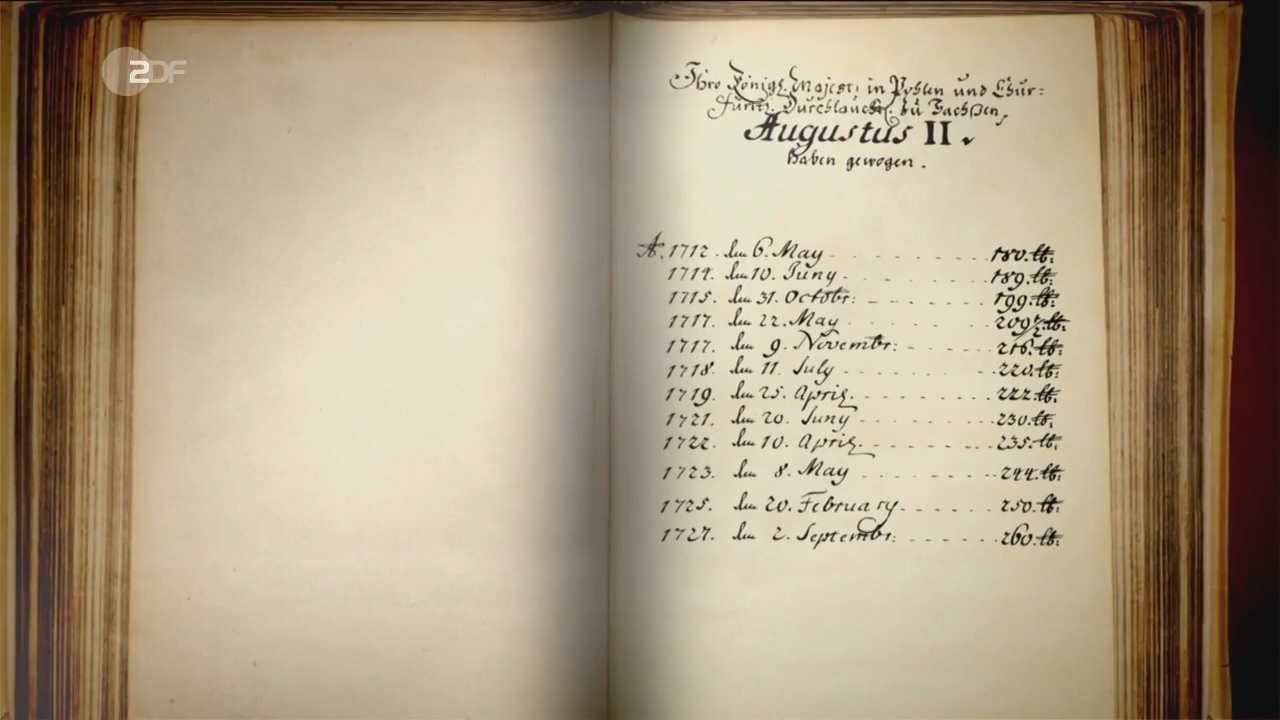 ZDF
Ihro Königl. Majest: in Pohlen und Chur=
Fürstl. Durchlaucht. zu Sachssen,
Augustus II.
haben gewogen.
Aº. 1712. den 6. May 180. lb.
1714. den 10. Juny 189. lb.
1715. den 31. Octobr: 199. lb.
1717. den 22. May 209½. lb.
1717. den 9. Novembr: 216. lb.
1718. den 11. July 220. lb.
1719. den 25. April. 222. lb.
1721. den 20. Juny 230. lb.
1722. den 10. April. 235. lb.
1723. den 8. May 244. lb.
1725. den 20. February 250. lb.
1727. den 2. Septembr: 260. lb.